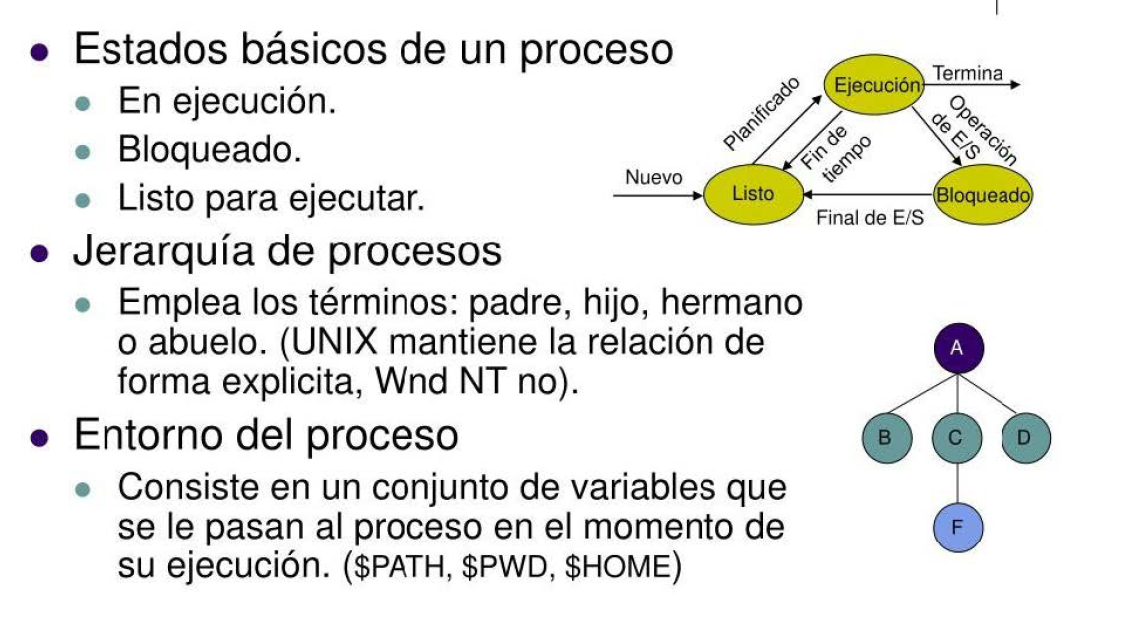 Estados básicos de un proceso
En ejecución.
Bloqueado.
Listo para ejecutar.
Jerarquía de procesos
Emplea los términos: padre, hijo, hermano
o abuelo. (UNIX mantiene la relación de
forma explicita, Wnd NT no).
Entorno del proceso
Consiste en un conjunto de variables que
se le pasan al proceso en el momento de
su ejecución. ($PATH, $PWD, $HOME)
Ejecución
Termina
Planificado
Fin de
tiempo
Operación
de E/S
Nuevo
Listo
Bloqueado
Final de E/S
A
B
C
D
F